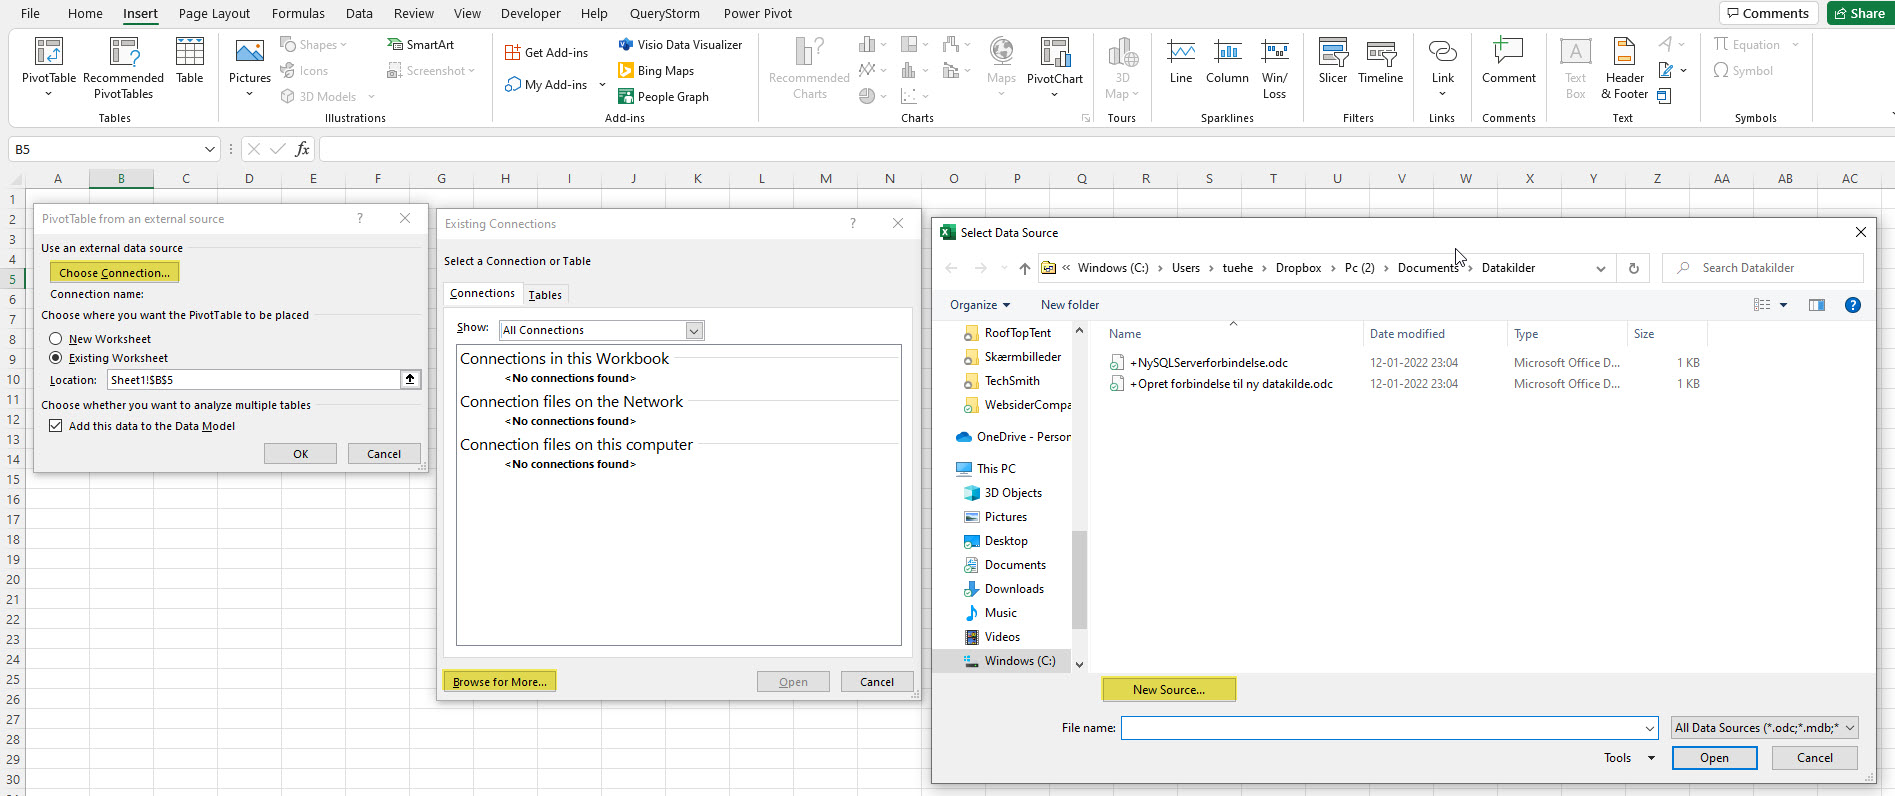 File Home Insert Page Layout Formulas Data Review View Developer Help QueryStorm Power Pivot Comments Share
PivotTable
Recommended PivotTables
Table
Tables
Pictures
Shapes
Icons
3D Models
SmartArt
Screenshot
Illustrations
Get Add-ins
My Add-ins
Visio Data Visualizer
Bing Maps
People Graph
Add-ins
Recommended Charts
Maps
PivotChart
Charts
3D Map
Tours
Line
Column
Win/ Loss
Sparklines
Slicer
Timeline
Filters
Link
Links
Comment
Comments
Text Box
Header & Footer
Text
Equation
Symbol
Symbols
B5
fx
A B C D E F G H I J K L M N O P Q R S T U V W X Y Z AA AB AC
1
2
3
4
5
6
7
8
9
10
11
12
13
14
15
16
17
18
19
20
21
22
23
24
25
26
27
28
29
30
PivotTable from an external source ?
Use an external data source
Choose Connection...
Connection name:
Choose where you want the PivotTable to be placed
New Worksheet
Existing Worksheet
Location: Sheet1!$B$5
Choose whether you want to analyze multiple tables
Add this data to the Data Model
OK Cancel
Existing Connections ?
Select a Connection or Table
Connections Tables
Show: All Connections
Connections in this Workbook
<No connections found>
Connection files on the Network
<No connections found>
Connection files on this computer
<No connections found>
Browse for More... Open Cancel
Select Data Source
« Windows (C:) › Users › tuehe › Dropbox › Pc (2) › Documents › Datakilder
Search Datakilder
Organize New folder ?
RoofTopTent
Skærmbilleder
TechSmith
WebsiderCompa
OneDrive - Person
This PC
3D Objects
Pictures
Desktop
Documents
Downloads
Music
Videos
Windows (C:)
Name Date modified Type Size
+NySQLServerforbindelse.odc 12-01-2022 23:04 Microsoft Office D... 1 KB
+Opret forbindelse til ny datakilde.odc 12-01-2022 23:04 Microsoft Office D... 1 KB
New Source...
File name: All Data Sources (*.odc;*.mdb;*
Tools Open Cancel